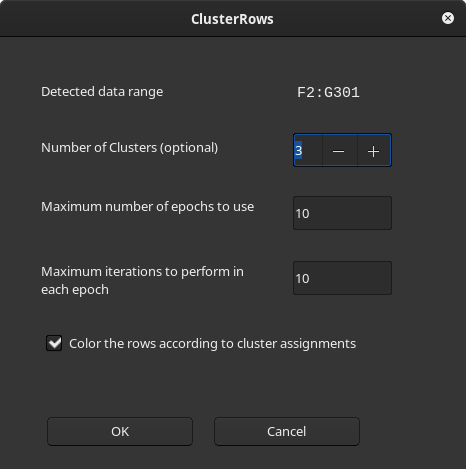 ClusterRows
Detected data range F2:G301
Number of Clusters (optional) 3 − +
Maximum number of epochs to use 10
Maximum iterations to perform in 10
each epoch
Color the rows according to cluster assignments
OK Cancel